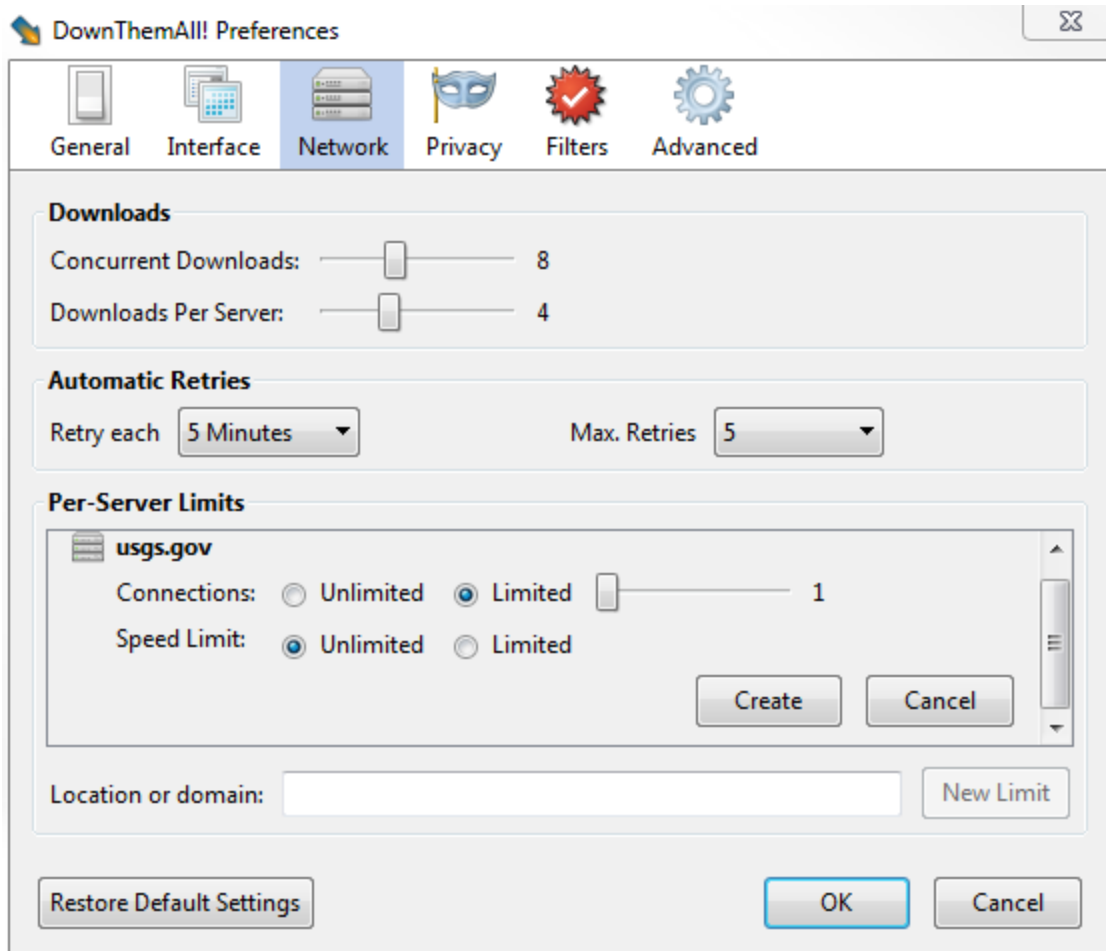 DownThemAll! Preferences
General Interface Network Privacy Filters Advanced
Downloads
Concurrent Downloads: 8
Downloads Per Server: 4
Automatic Retries
Retry each 5 Minutes Max. Retries 5
Per-Server Limits
usgs.gov
Connections: Unlimited Limited 1
Speed Limit: Unlimited Limited
Create Cancel
Location or domain: New Limit
Restore Default Settings OK Cancel